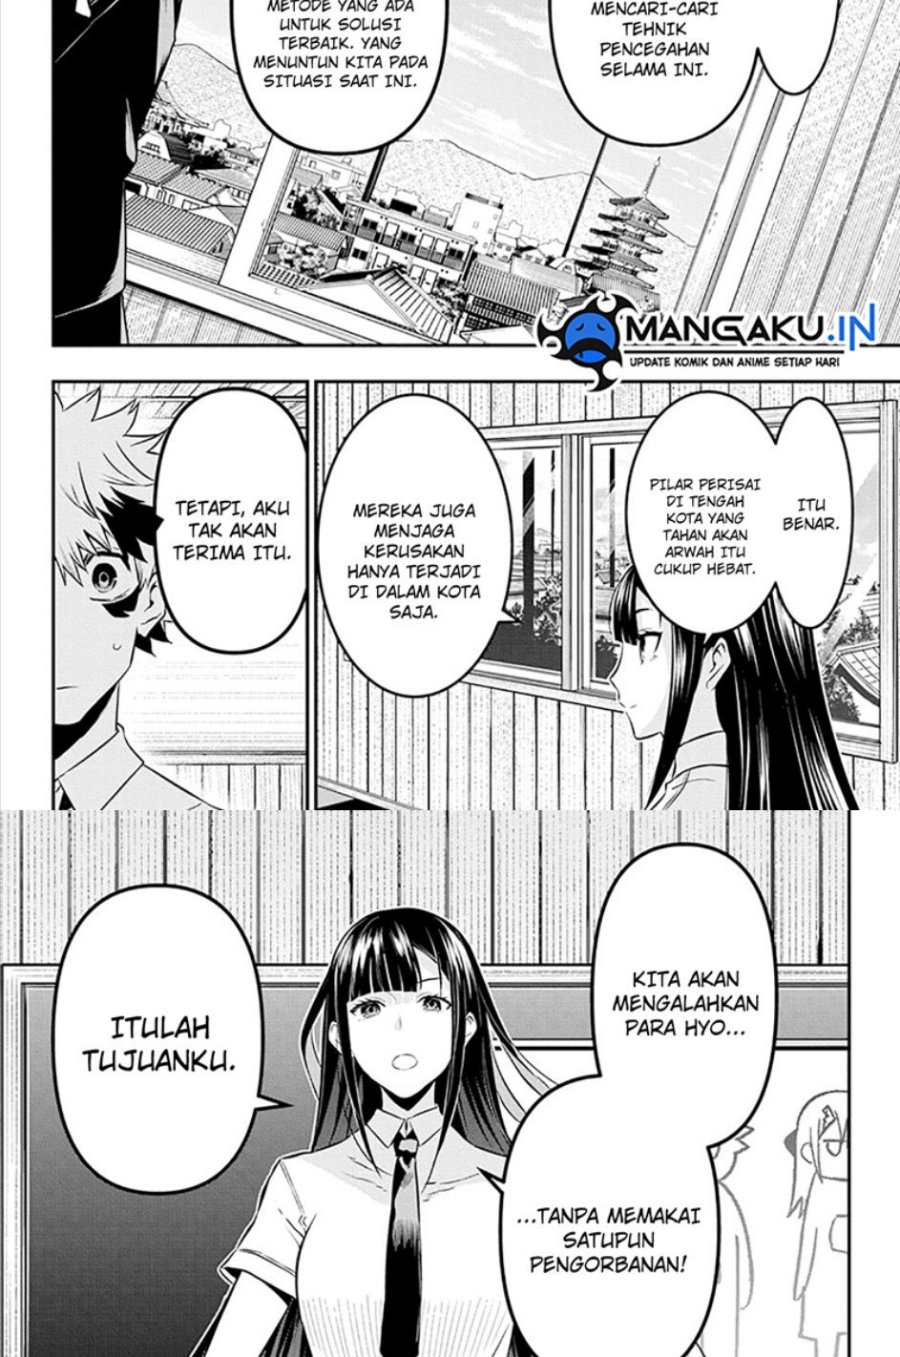 MENCARI-CARI
TEHNIK
PENCEGAHAN
SELAMA INI.
METODE YANG ADA
UNTUK SOLUSI
TERBAIK. YANG
MENUNTUN KITA PADA
SITUASI SAAT INI.
MANGAKU.IN
UPDATE KOMIK DAN ANIME SETIAP HARI
ITU
BENAR.
PILAR PERISAI
DI TENGAH
KOTA YANG
TAHAN AKAN
ARWAH ITU
CUKUP HEBAT.
MEREKA JUGA
MENJAGA
KERUSAKAN
HANYA TERJADI
DI DALAM KOTA
SAJA.
TETAPI, AKU
TAK AKAN
TERIMA ITU.
KITA AKAN
MENGALAHKAN
PARA HYO...
...TANPA MEMAKAI
SATUPUN
PENGORBANAN!
ITULAH
TUJUANKU.